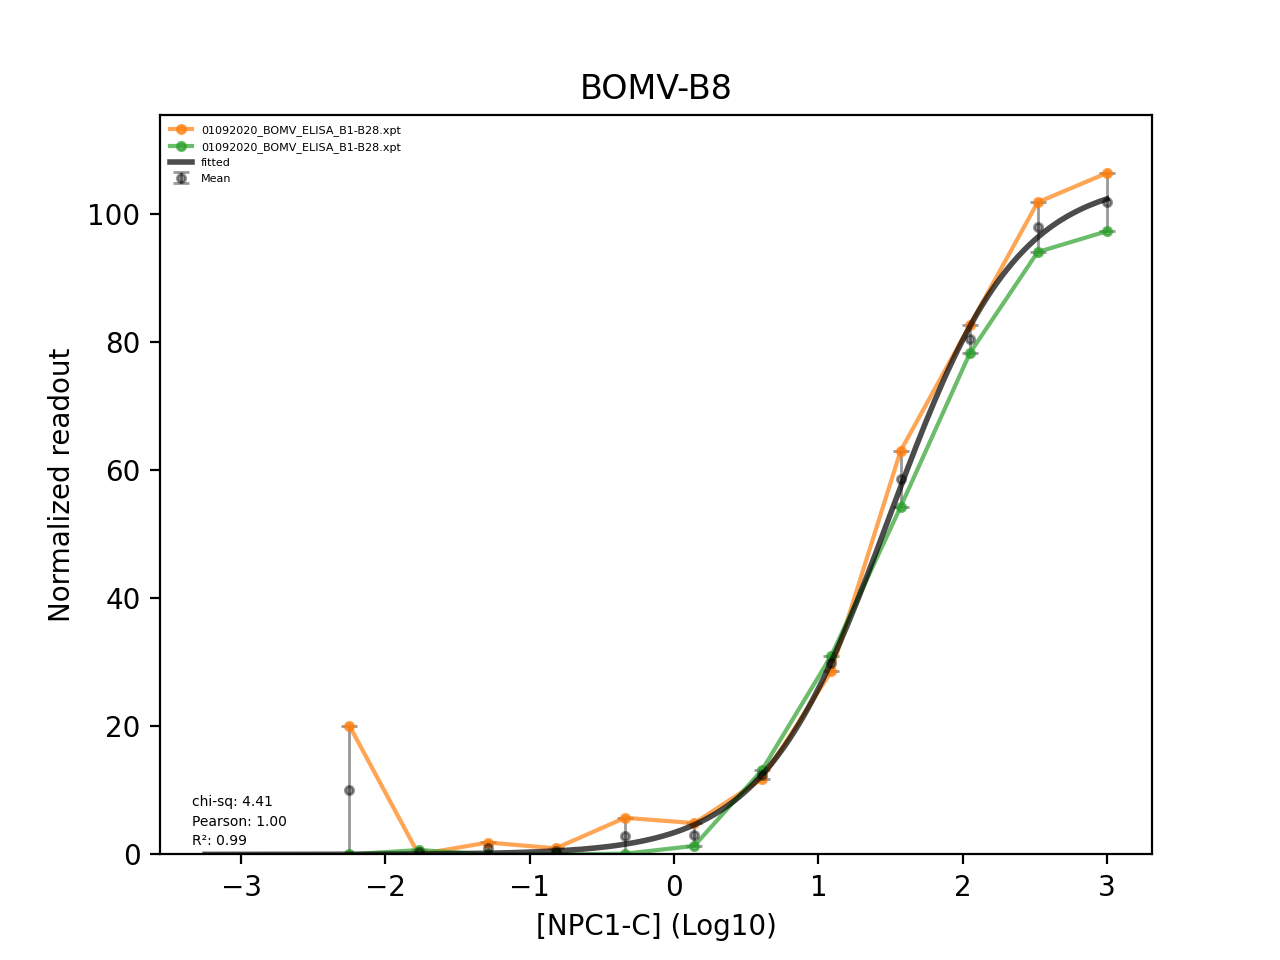 BOMV-B8
01092020_BOMV_ELISA_B1-B28.xpt
01092020_BOMV_ELISA_B1-B28.xpt
fitted
Mean
100
80
60
40
20
0
Normalized readout
chi-sq: 4.41
Pearson: 1.00
R²: 0.99
−3 −2 −1 0 1 2 3
[NPC1-C] (Log10)